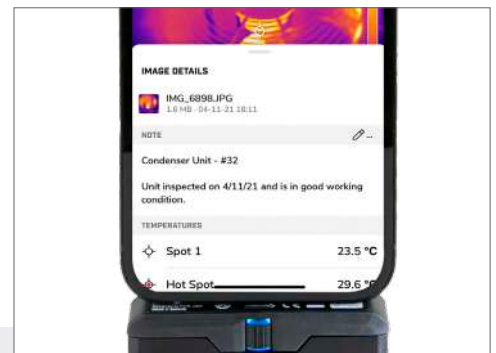 IMAGE DETAILS
IMG_6898.JPG
1.6 MB - 04-11-21 18:11
NOTE
Condenser Unit - #32
Unit inspected on 4/11/21 and is in good working
condition.
TEMPERATURES
Spot 1 23.5 °C
Hot Spot 29.6 °C